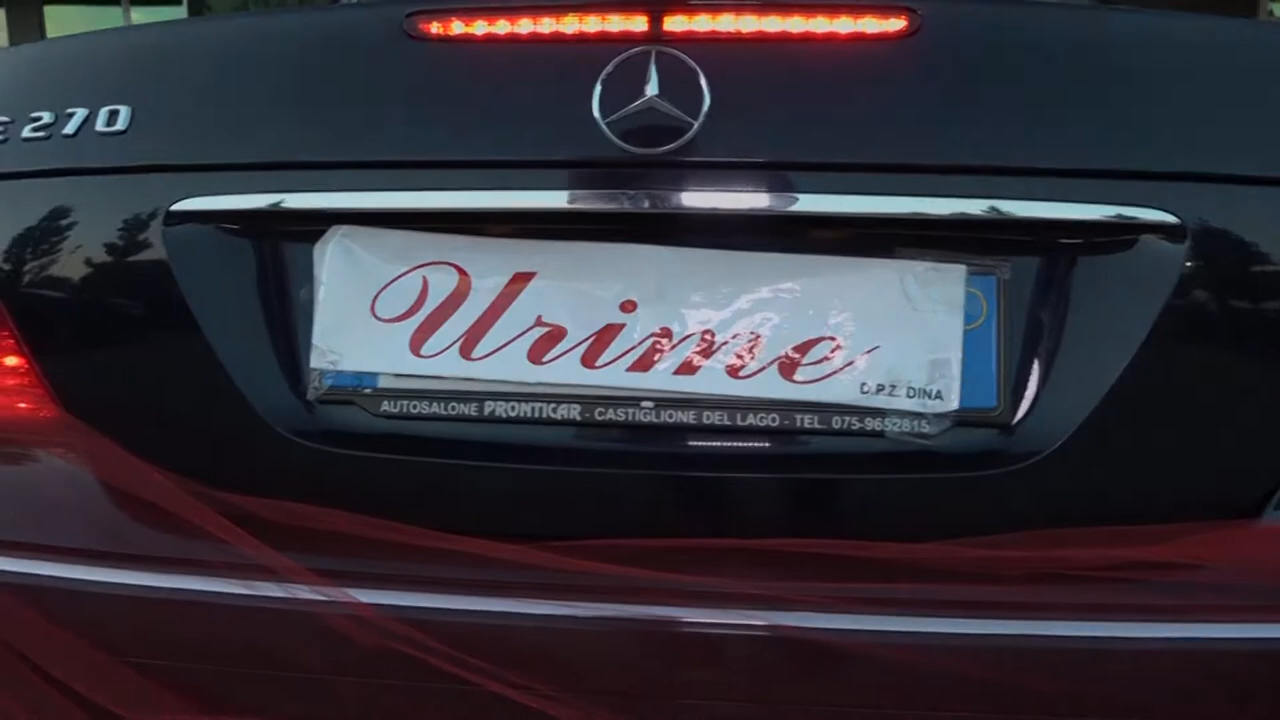 E 270
Urime
D.P.Z. DINA
AUTOSALONE PRONTICAR - CASTIGLIONE DEL LAGO - TEL. 075-9652815